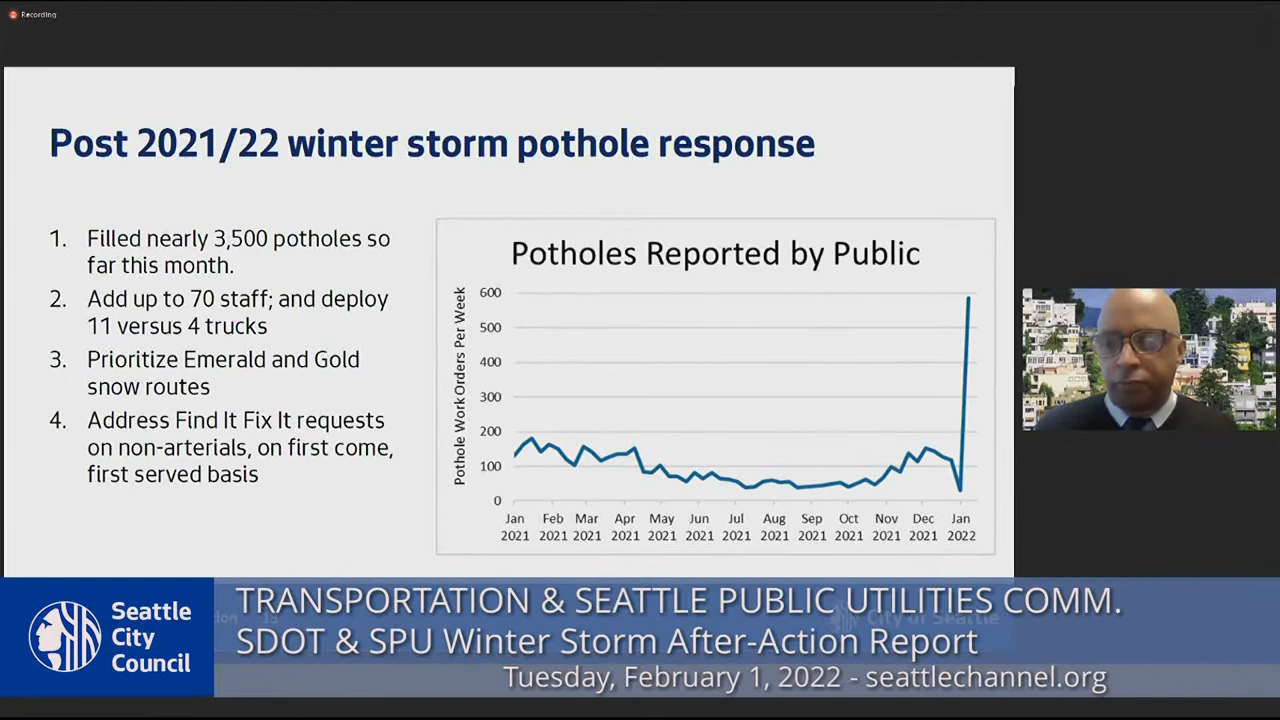 Recording
Post 2021/22 winter storm pothole response
1. Filled nearly 3,500 potholes so
far this month.
2. Add up to 70 staff; and deploy
11 versus 4 trucks
3. Prioritize Emerald and Gold
snow routes
4. Address Find It Fix It requests
on non-arterials, on first come,
first served basis
Potholes Reported by Public
Pothole Work Orders Per Week
600
500
400
300
200
100
0
Jan Feb Mar Apr May Jun Jul Aug Sep Oct Nov Dec Jan
2021 2021 2021 2021 2021 2021 2021 2021 2021 2021 2021 2021 2022
City of Seattle
Seattle
City
Council
TRANSPORTATION & SEATTLE PUBLIC UTILITIES COMM.
SDOT & SPU Winter Storm After-Action Report
Tuesday, February 1, 2022 - seattlechannel.org